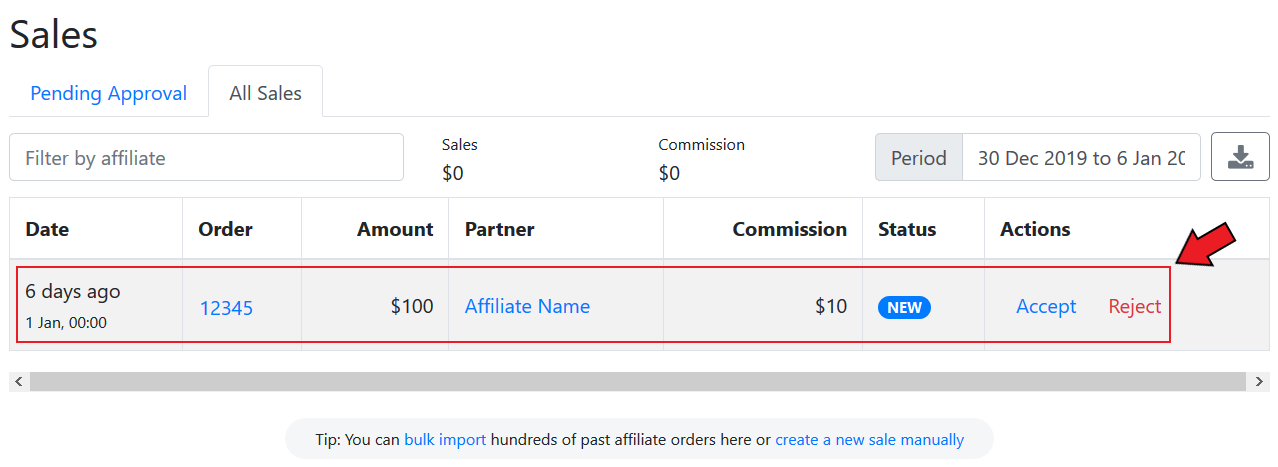 Sales
Pending Approval All Sales
Filter by affiliate Sales $0 Commission $0 Period 30 Dec 2019 to 6 Jan 20
Date Order Amount Partner Commission Status Actions
6 days ago 12345 $100 Affiliate Name $10 NEW Accept Reject
1 Jan, 00:00
Tip: You can bulk import hundreds of past affiliate orders here or create a new sale manually